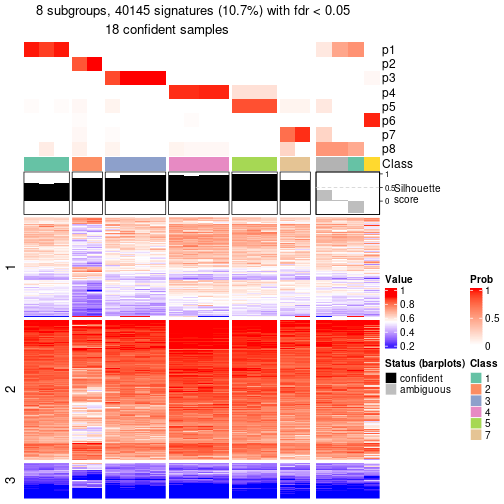 8 subgroups, 40145 signatures (10.7%) with fdr < 0.05
18 confident samples
p1
p2
p3
p4
p5
p6
p7
p8
Class
1
0.5
0
Silhouette
score
1
2
3
Value
1
0.8
0.6
0.4
0.2
Prob
1
0.5
0
Status (barplots)
confident
ambiguous
Class
1
2
3
4
5
7